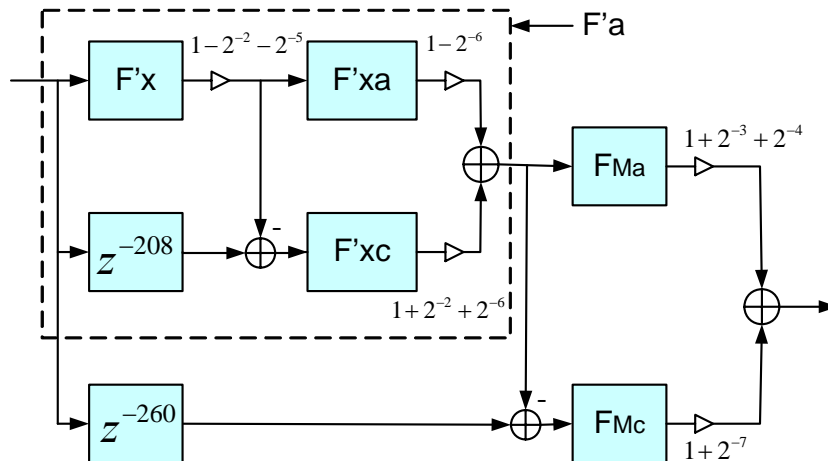 F'a
1−2⁻²−2⁻⁵
1−2⁻⁶
F'x
F'xa
1+2⁻³+2⁻⁴
FMa
-
z⁻²⁰⁸
F'xc
1+2⁻²+2⁻⁶
-
z⁻²⁶⁰
FMc
1+2⁻⁷